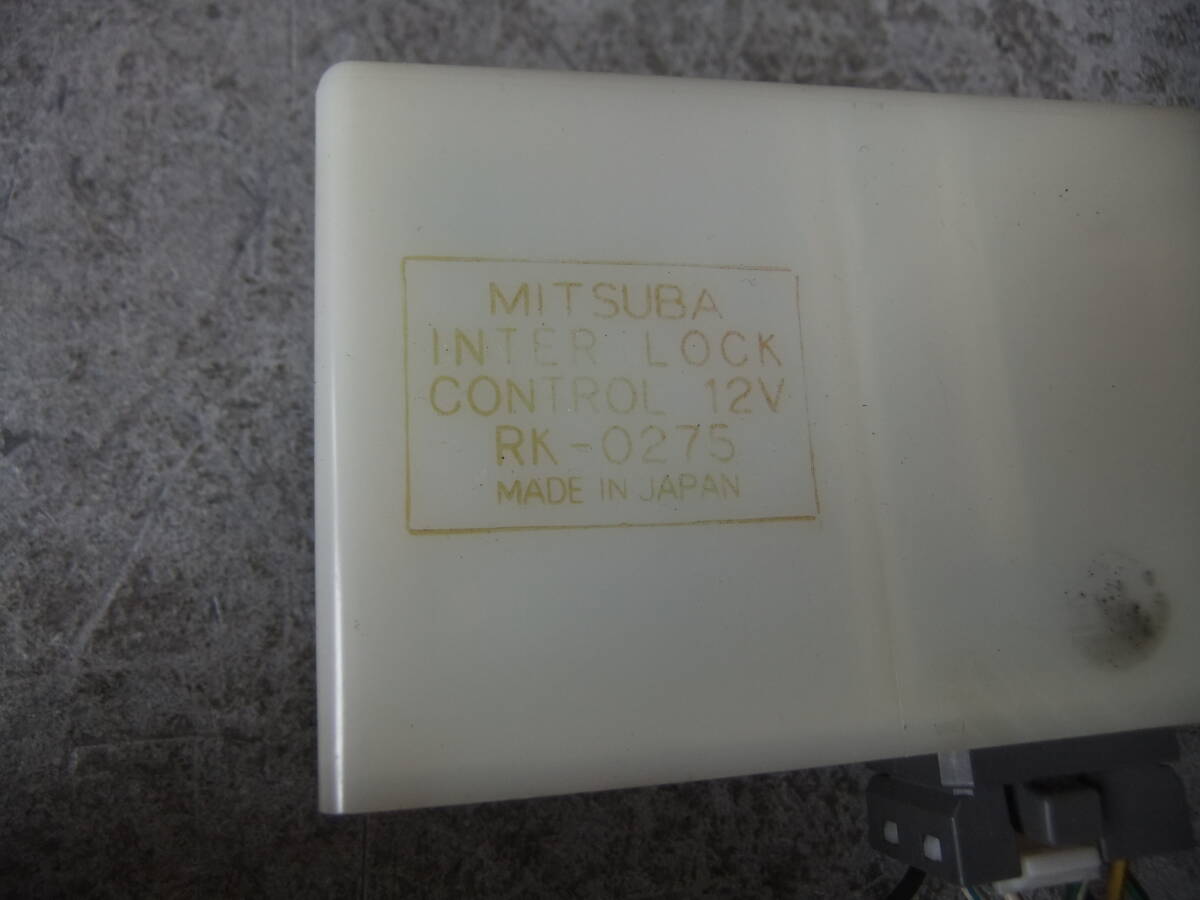 MITSUBA
INTER LOCK
CONTROL 12V
RK-0275
MADE IN JAPAN